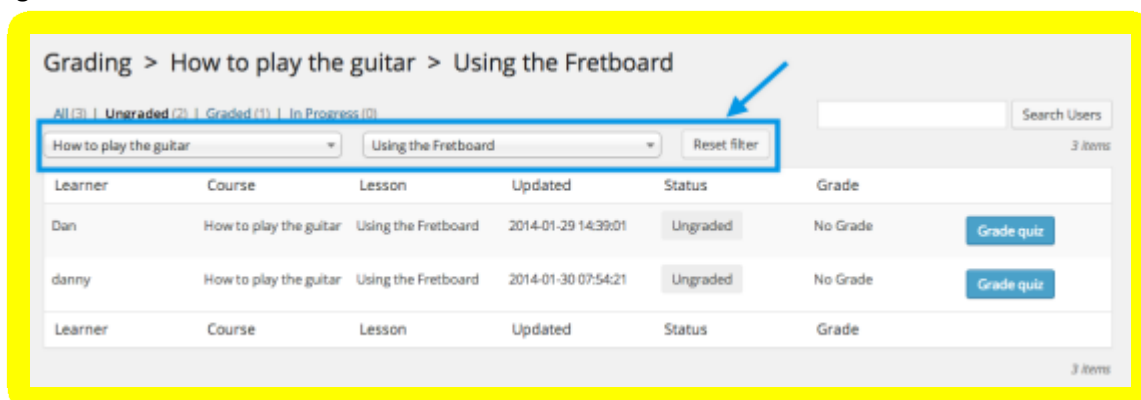 Grading > How to play the guitar > Using the Fretboard
All (3) | Ungraded (2) | Graded (1) | In Progress (0)
Search Users
How to play the guitar Using the Fretboard Reset filter 3 items
Learner Course Lesson Updated Status Grade
Dan How to play the guitar Using the Fretboard 2014-01-29 14:39:01 Ungraded No Grade Grade quiz
danny How to play the guitar Using the Fretboard 2014-01-30 07:54:21 Ungraded No Grade Grade quiz
Learner Course Lesson Updated Status Grade
3 items